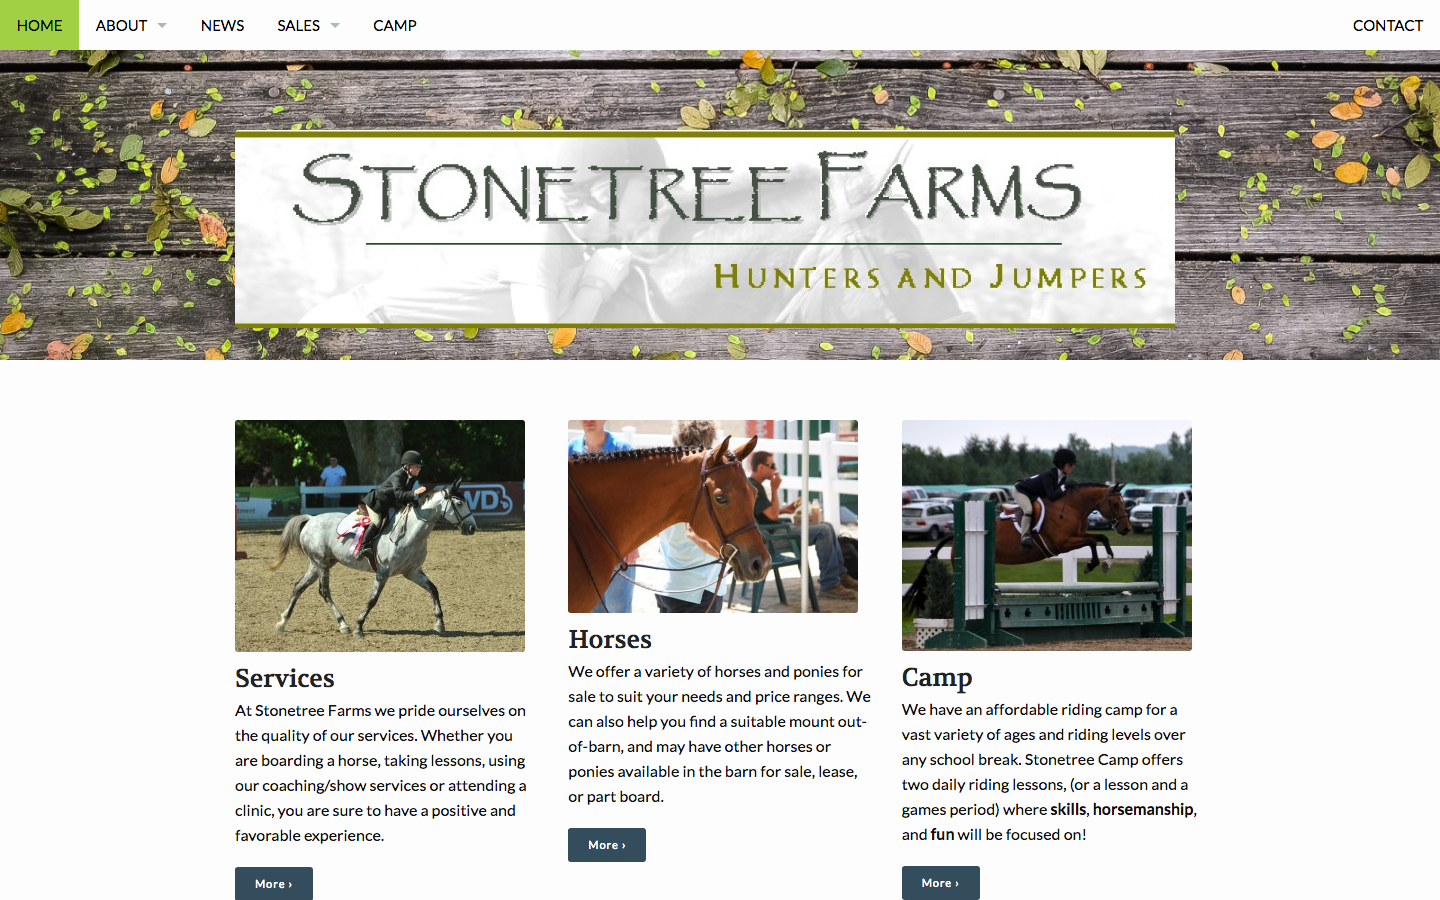 HOME ABOUT NEWS SALES CAMP CONTACT
STONETREE FARMS
HUNTERS AND JUMPERS
Services
At Stonetree Farms we pride ourselves on
the quality of our services. Whether you
are boarding a horse, taking lessons, using
our coaching/show services or attending a
clinic, you are sure to have a positive and
favorable experience.
More ›
Horses
We offer a variety of horses and ponies for
sale to suit your needs and price ranges. We
can also help you find a suitable mount out-
of-barn, and may have other horses or
ponies available in the barn for sale, lease,
or part board.
More ›
Camp
We have an affordable riding camp for a
vast variety of ages and riding levels over
any school break. Stonetree Camp offers
two daily riding lessons, (or a lesson and a
games period) where skills, horsemanship,
and fun will be focused on!
More ›